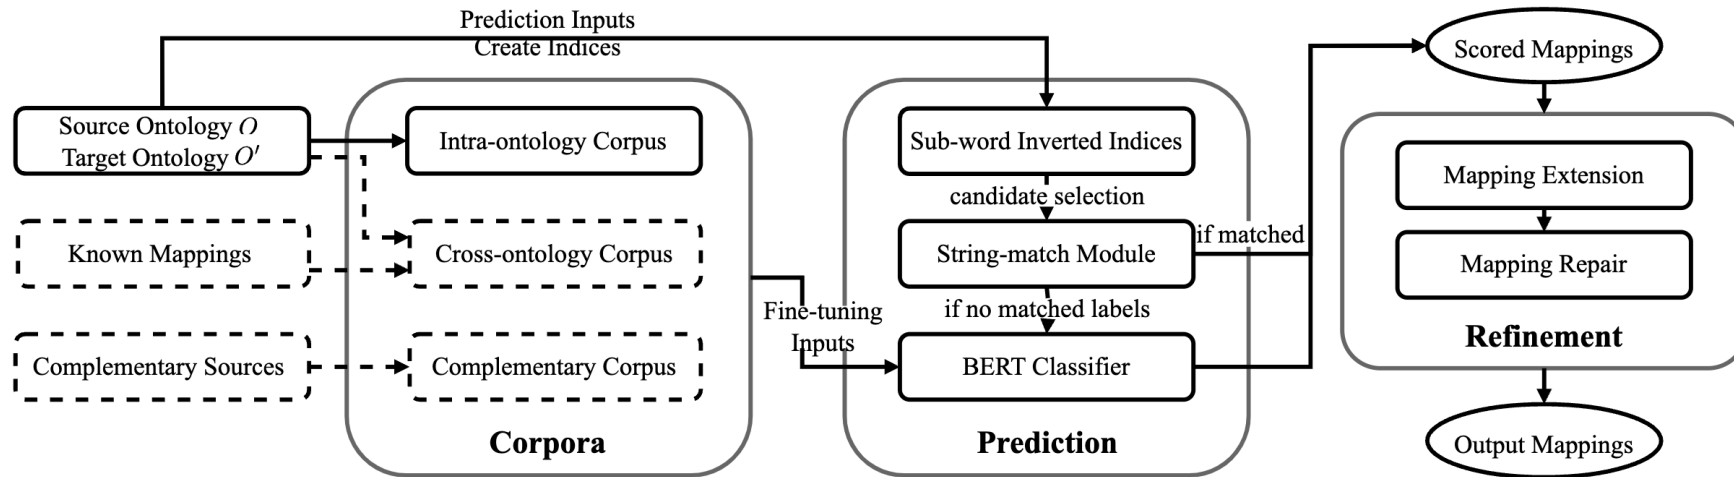 Prediction Inputs
Create Indices
Source Ontology O
Target Ontology O′
Known Mappings
Complementary Sources
Intra-ontology Corpus
Cross-ontology Corpus
Complementary Corpus
Corpora
Fine-tuning
Inputs
Sub-word Inverted Indices
candidate selection
String-match Module
if no matched labels
BERT Classifier
Prediction
if matched
Scored Mappings
Mapping Extension
Mapping Repair
Refinement
Output Mappings